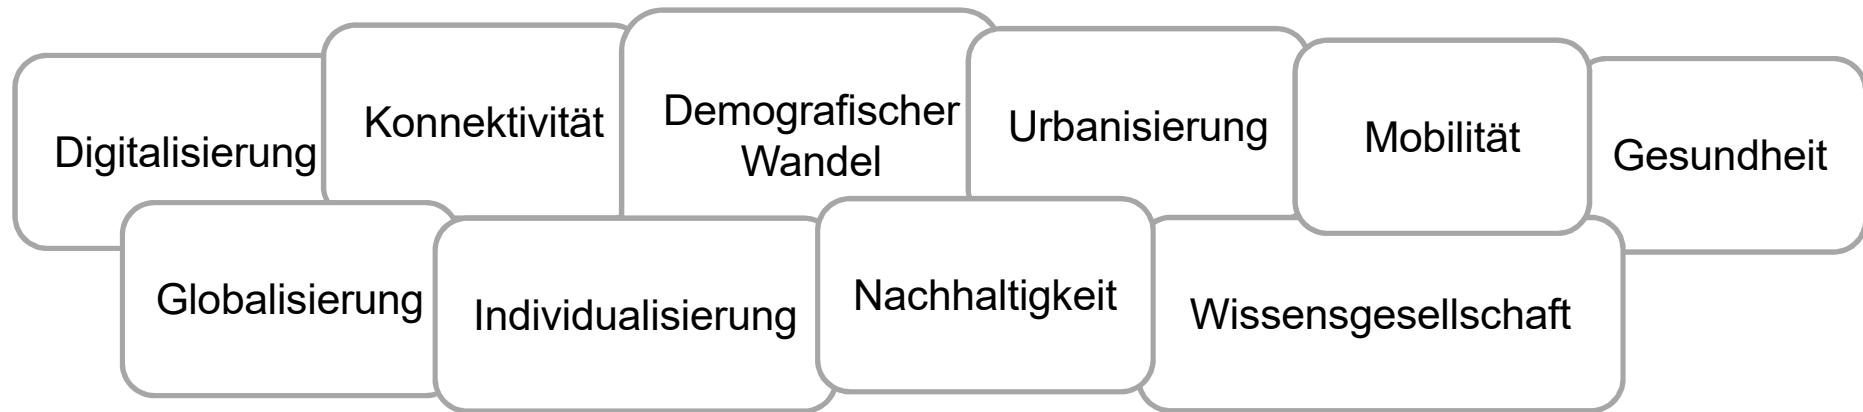 Digitalisierung
Konnektivität
Demografischer
Wandel
Urbanisierung
Mobilität
Gesundheit
Globalisierung
Individualisierung
Nachhaltigkeit
Wissensgesellschaft